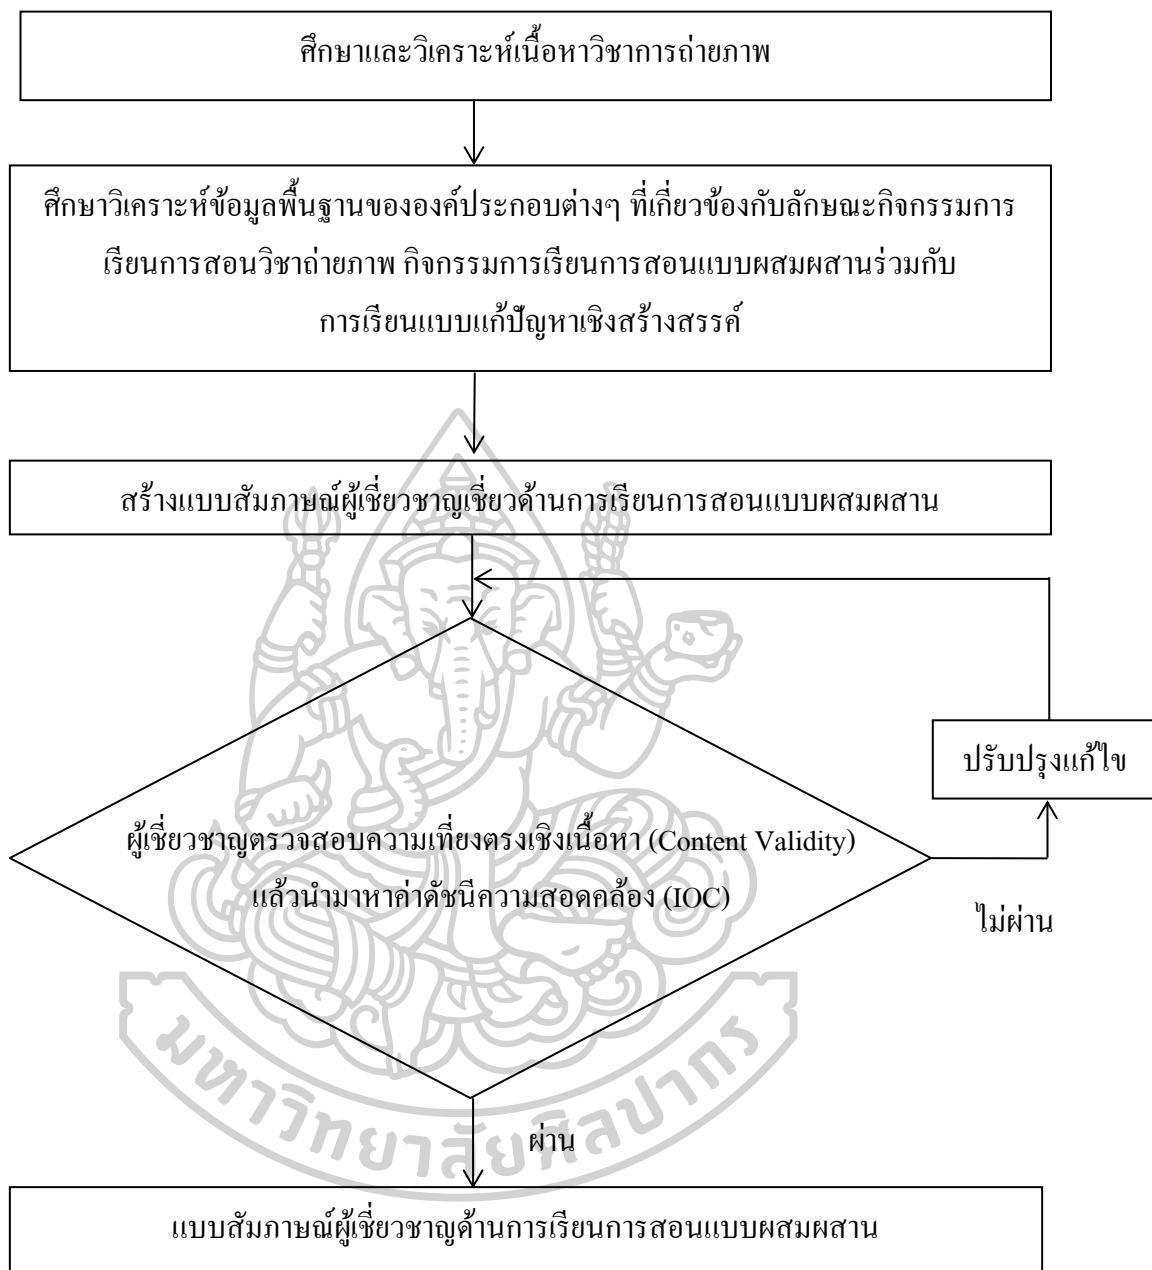 ศึกษาและวิเคราะห์เนื้อหาวิชาการถ่ายภาพ
ศึกษาวิเคราะห์ข้อมูลพื้นฐานขององค์ประกอบต่างๆ ที่เกี่ยวข้องกับลักษณะกิจกรรมการ
เรียนการสอนวิชาถ่ายภาพ กิจกรรมการเรียนการสอนแบบผสมผสานร่วมกับ
การเรียนแบบแก้ปัญหาเชิงสร้างสรรค์
สร้างแบบสัมภาษณ์ผู้เชี่ยวชาญเชี่ยวด้านการเรียนการสอนแบบผสมผสาน
ปรับปรุงแก้ไข
ผู้เชี่ยวชาญตรวจสอบความเที่ยงตรงเชิงเนื้อหา (Content Validity)
แล้วนำมาหาค่าดัชนีความสอดคล้อง (IOC)
ไม่ผ่าน
มหาวิทยาลัยศิลปากร
ผ่าน
แบบสัมภาษณ์ผู้เชี่ยวชาญด้านการเรียนการสอนแบบผสมผสาน